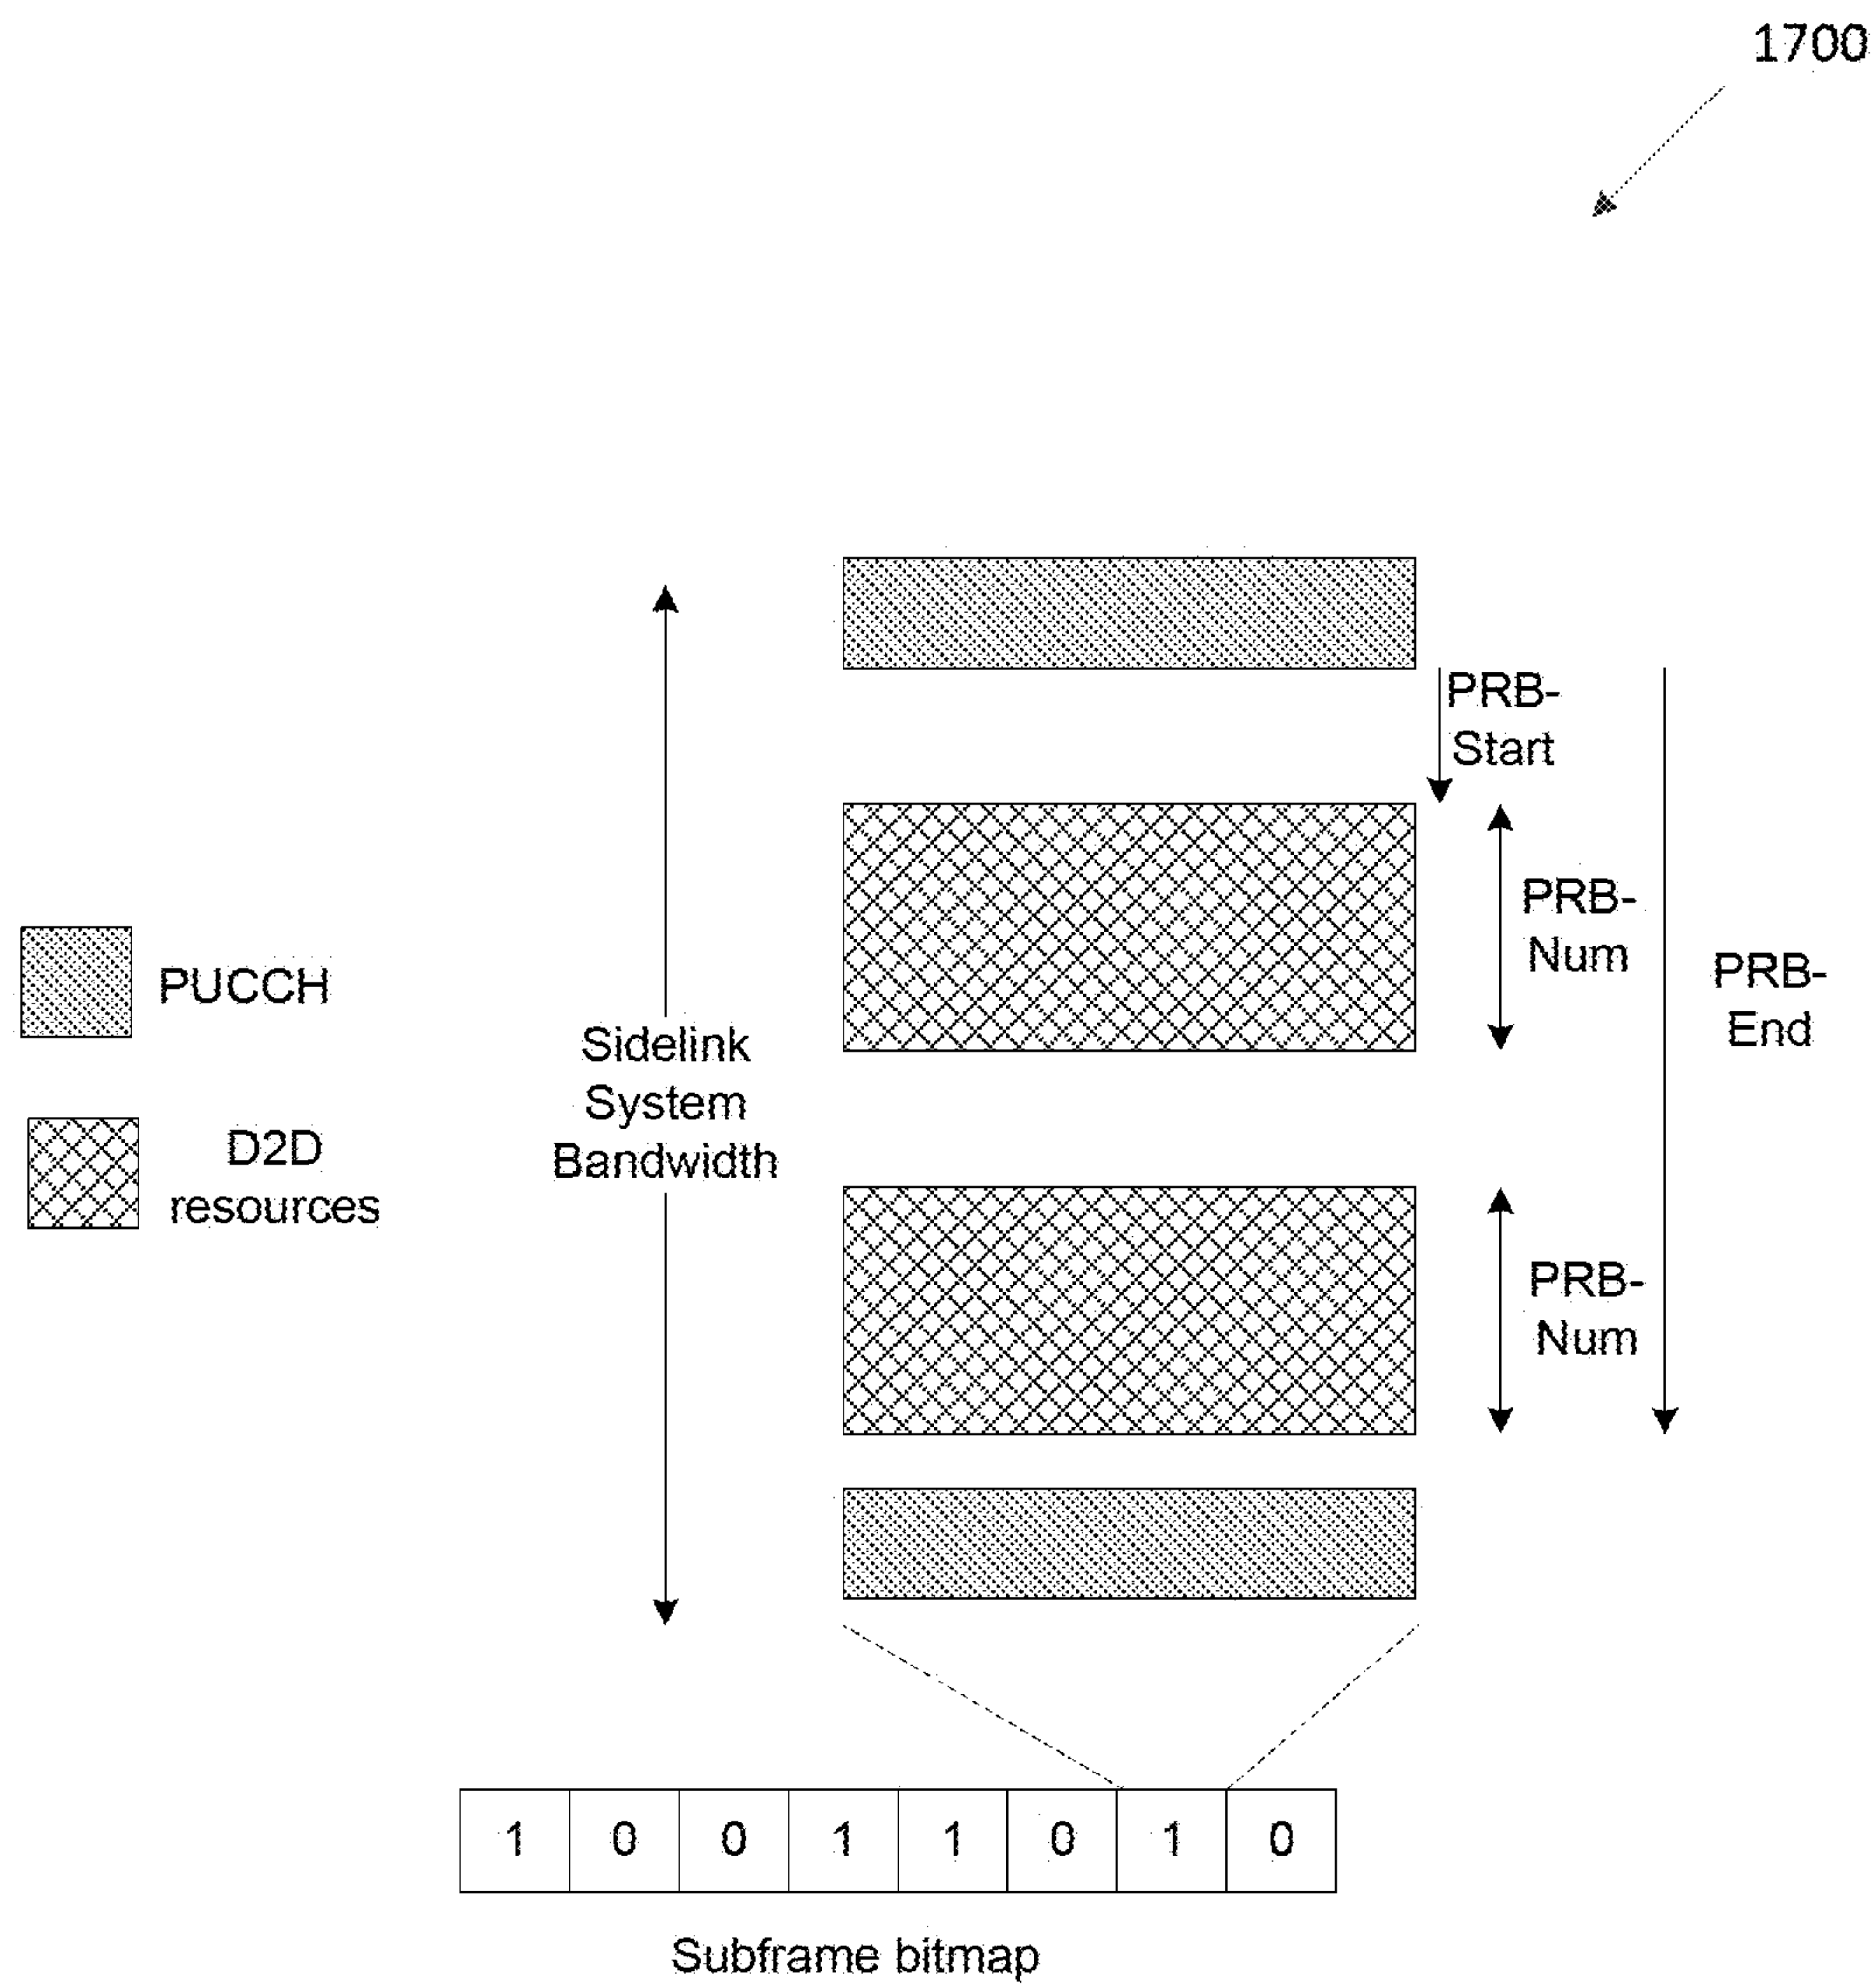 1700
PRB-
Start
PRB-
Num
PRB-
End
PUCCH
D2D
resources
Sidelink
System
Bandwidth
PRB-
Num
1 0 0 1 1 0 1 0
Subframe bitmap